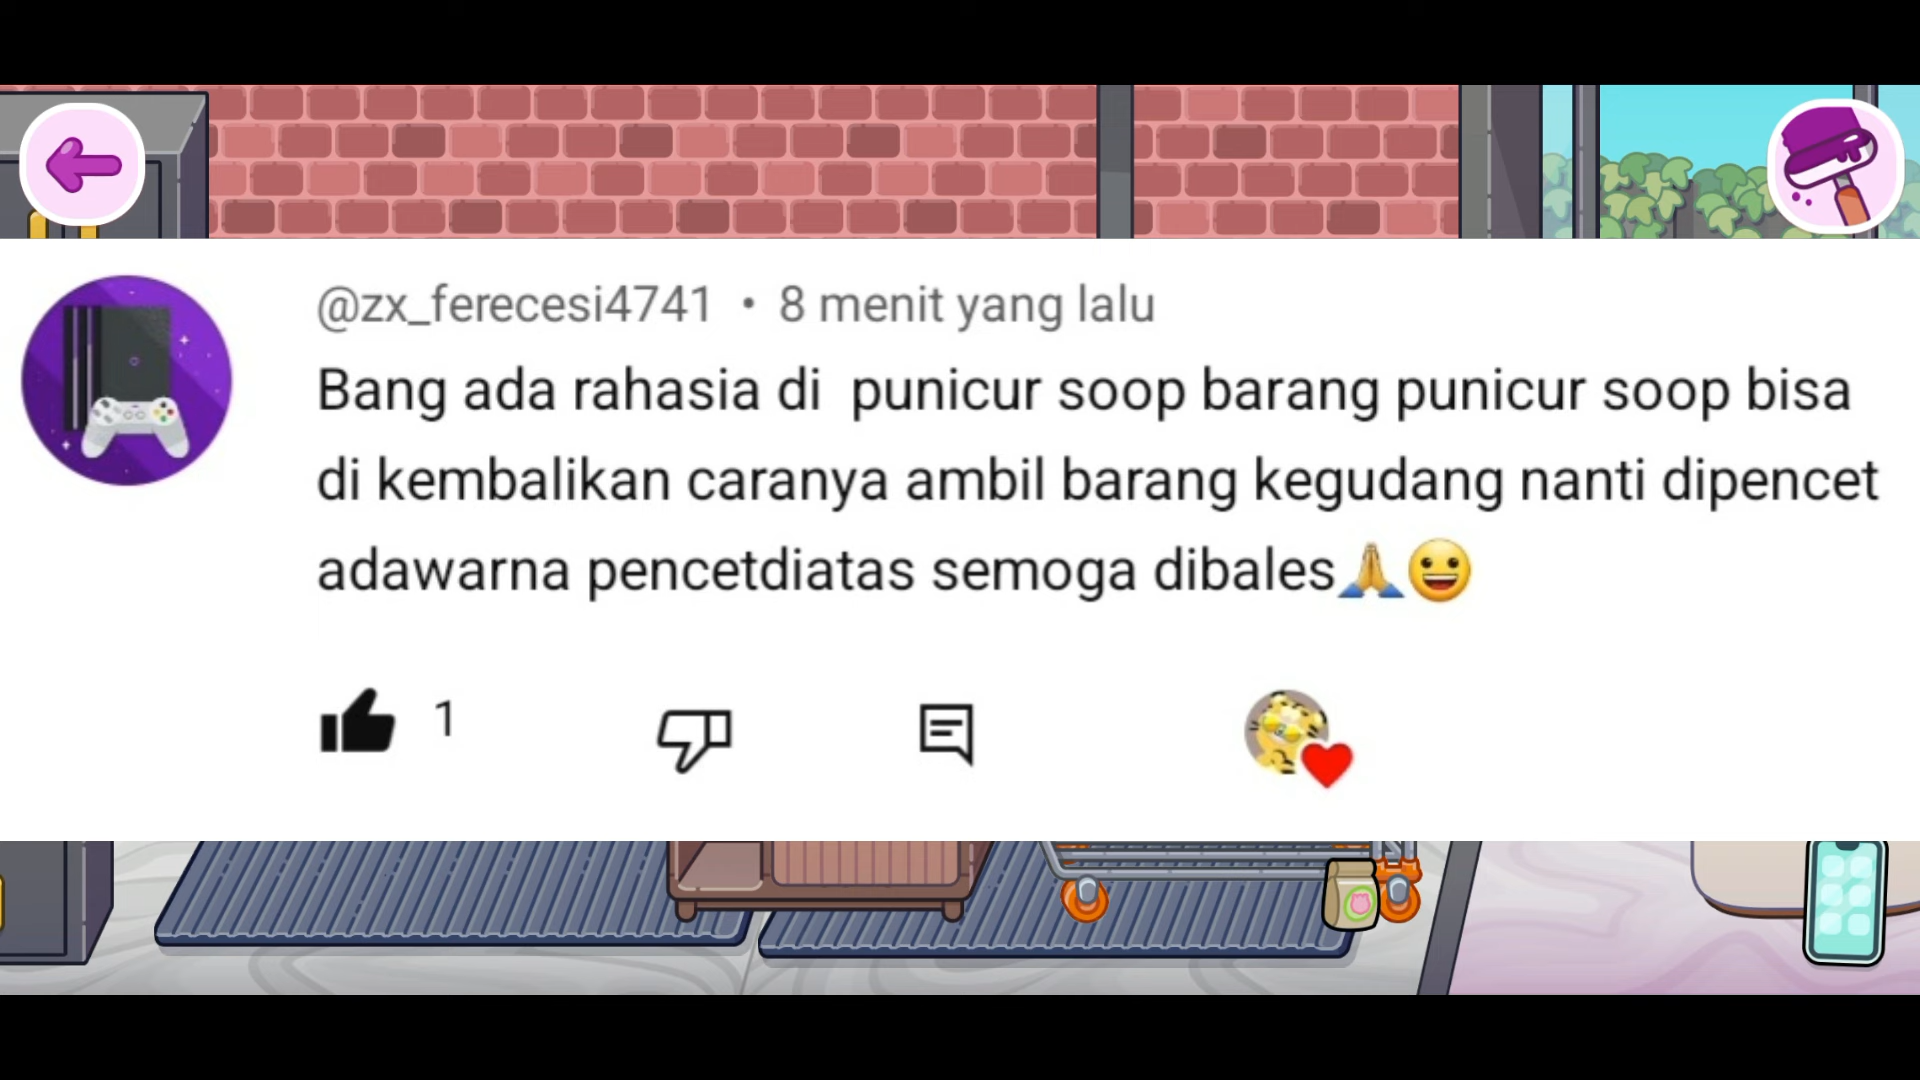 @zx_ferecesi4741 • 8 menit yang lalu
Bang ada rahasia di punicur soop barang punicur soop bisa
di kembalikan caranya ambil barang kegudang nanti dipencet
adawarna pencetdiatas semoga dibales🙏😀
1